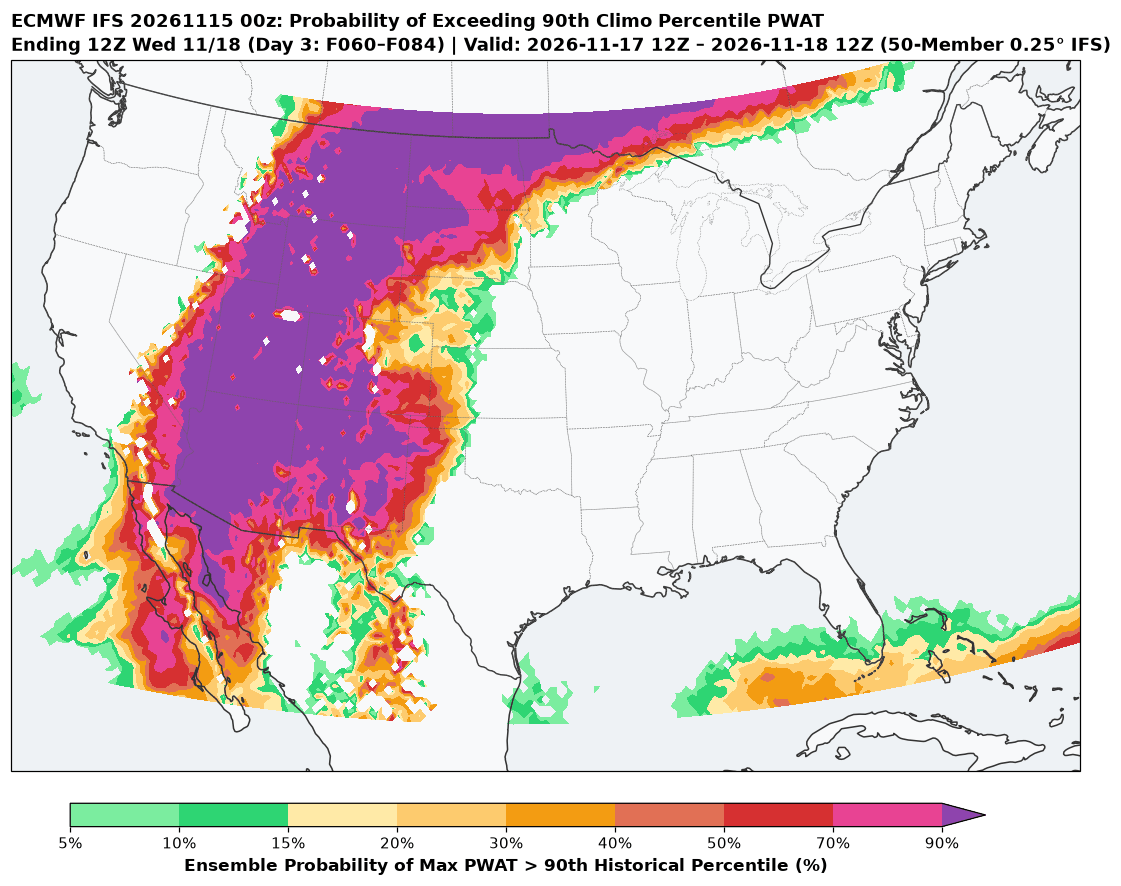 ECMWF IFS 20261115 00z: Probability of Exceeding 90th Climo Percentile PWAT
Ending 12Z Wed 11/18 (Day 3: F060–F084) | Valid: 2026-11-17 12Z – 2026-11-18 12Z (50-Member 0.25° IFS)
5% 10% 15% 20% 30% 40% 50% 70% 90%
Ensemble Probability of Max PWAT > 90th Historical Percentile (%)